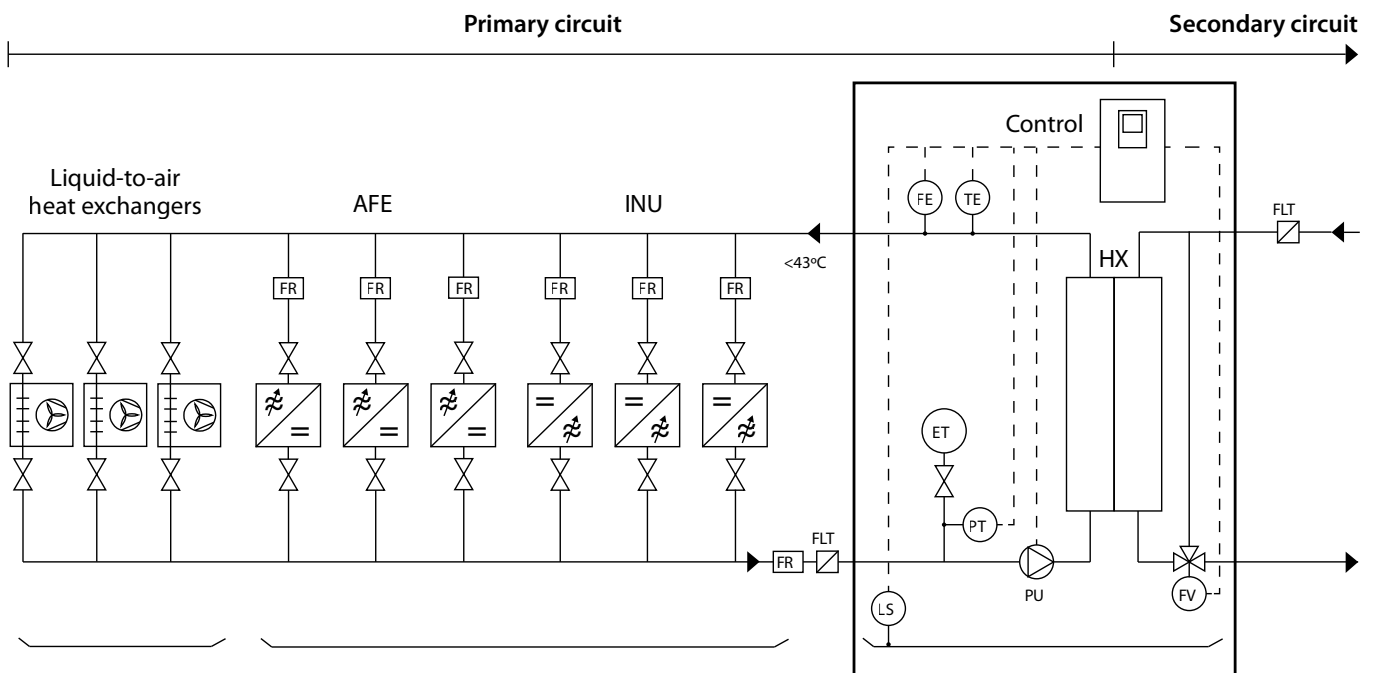 Primary circuit
Secondary circuit
Control
Liquid-to-air
heat exchangers
AFE
INU
FE
TE
FLT
<43ºC
HX
FR
FR
FR
FR
FR
FR
ET
PT
FLT
FR
PU
FV
LS